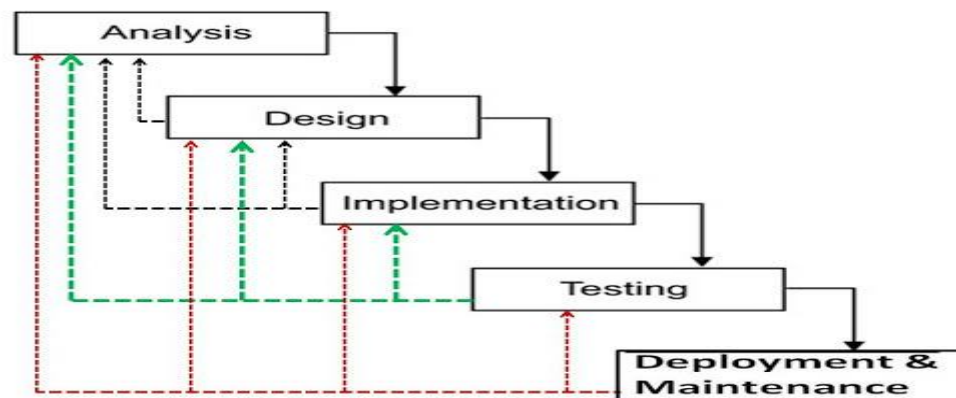 Analysis
Design
Implementation
Testing
Deployment &
Maintenance